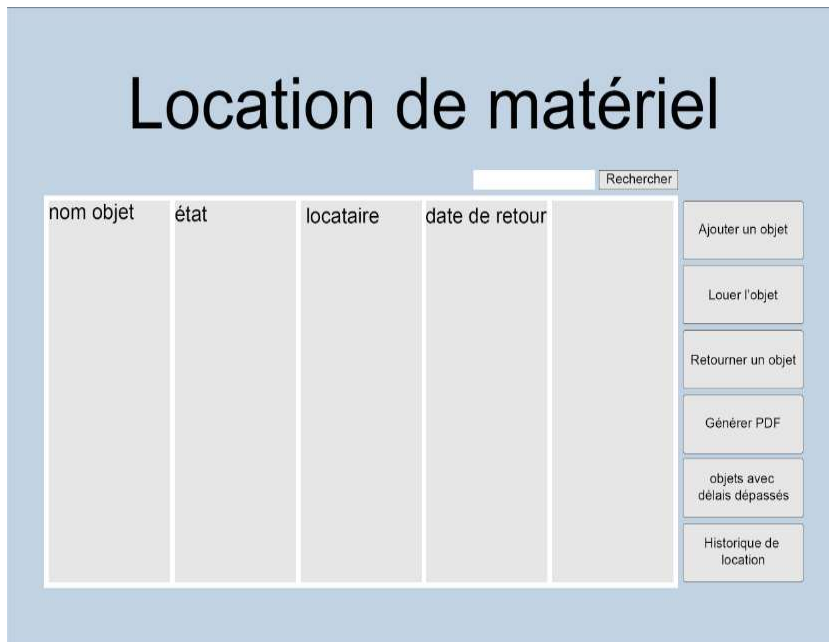 Location de matériel
Rechercher
nom objet
état
locataire
date de retour
Ajouter un objet
Louer l'objet
Retourner un objet
Générer PDF
objets avec
délais dépassés
Historique de
location